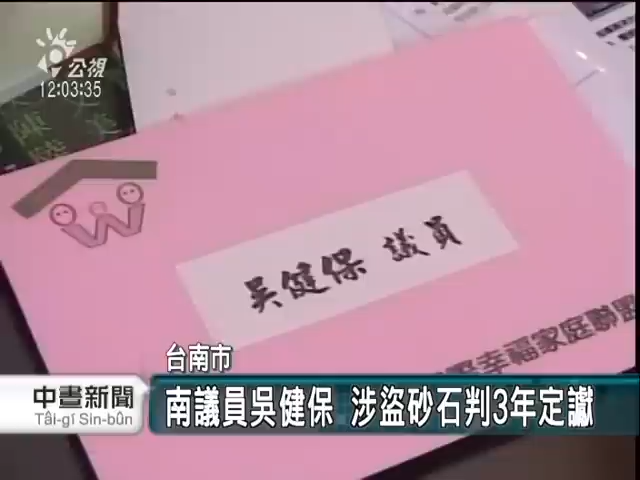 公視
12:03:35
吳健保 議員
幸福家庭聯盟
台南市
中晝新聞
Tâi-gí Sin-bûn
南議員吳健保 涉盜砂石判3年定讞